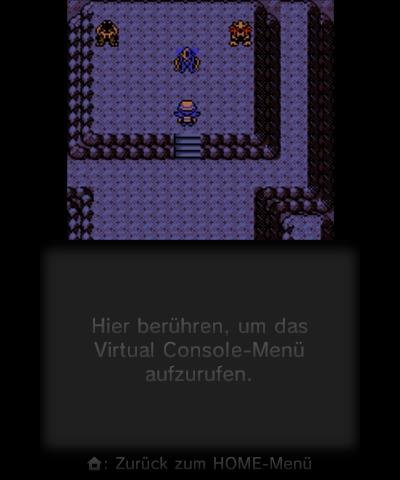 Hier berühren, um das
Virtual Console-Menü
aufzurufen.
: Zurück zum HOME-Menü